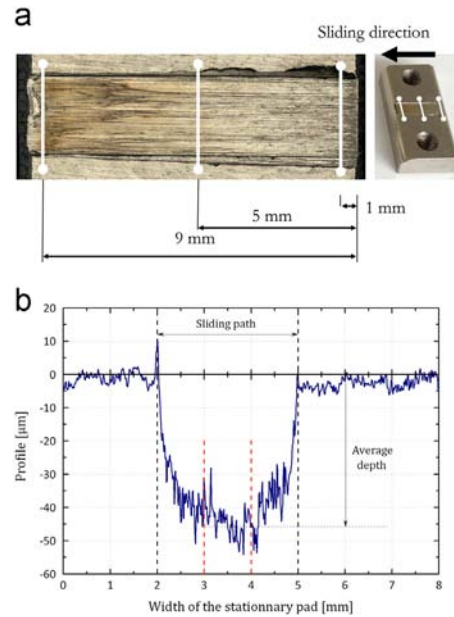 a
Sliding direction
1 mm
5 mm
9 mm
b
20
10
0
-10
-20
-30
-40
-50
-60
Profile [µm]
Sliding path
Average
depth
0 1 2 3 4 5 6 7 8
Width of the stationnary pad [mm]